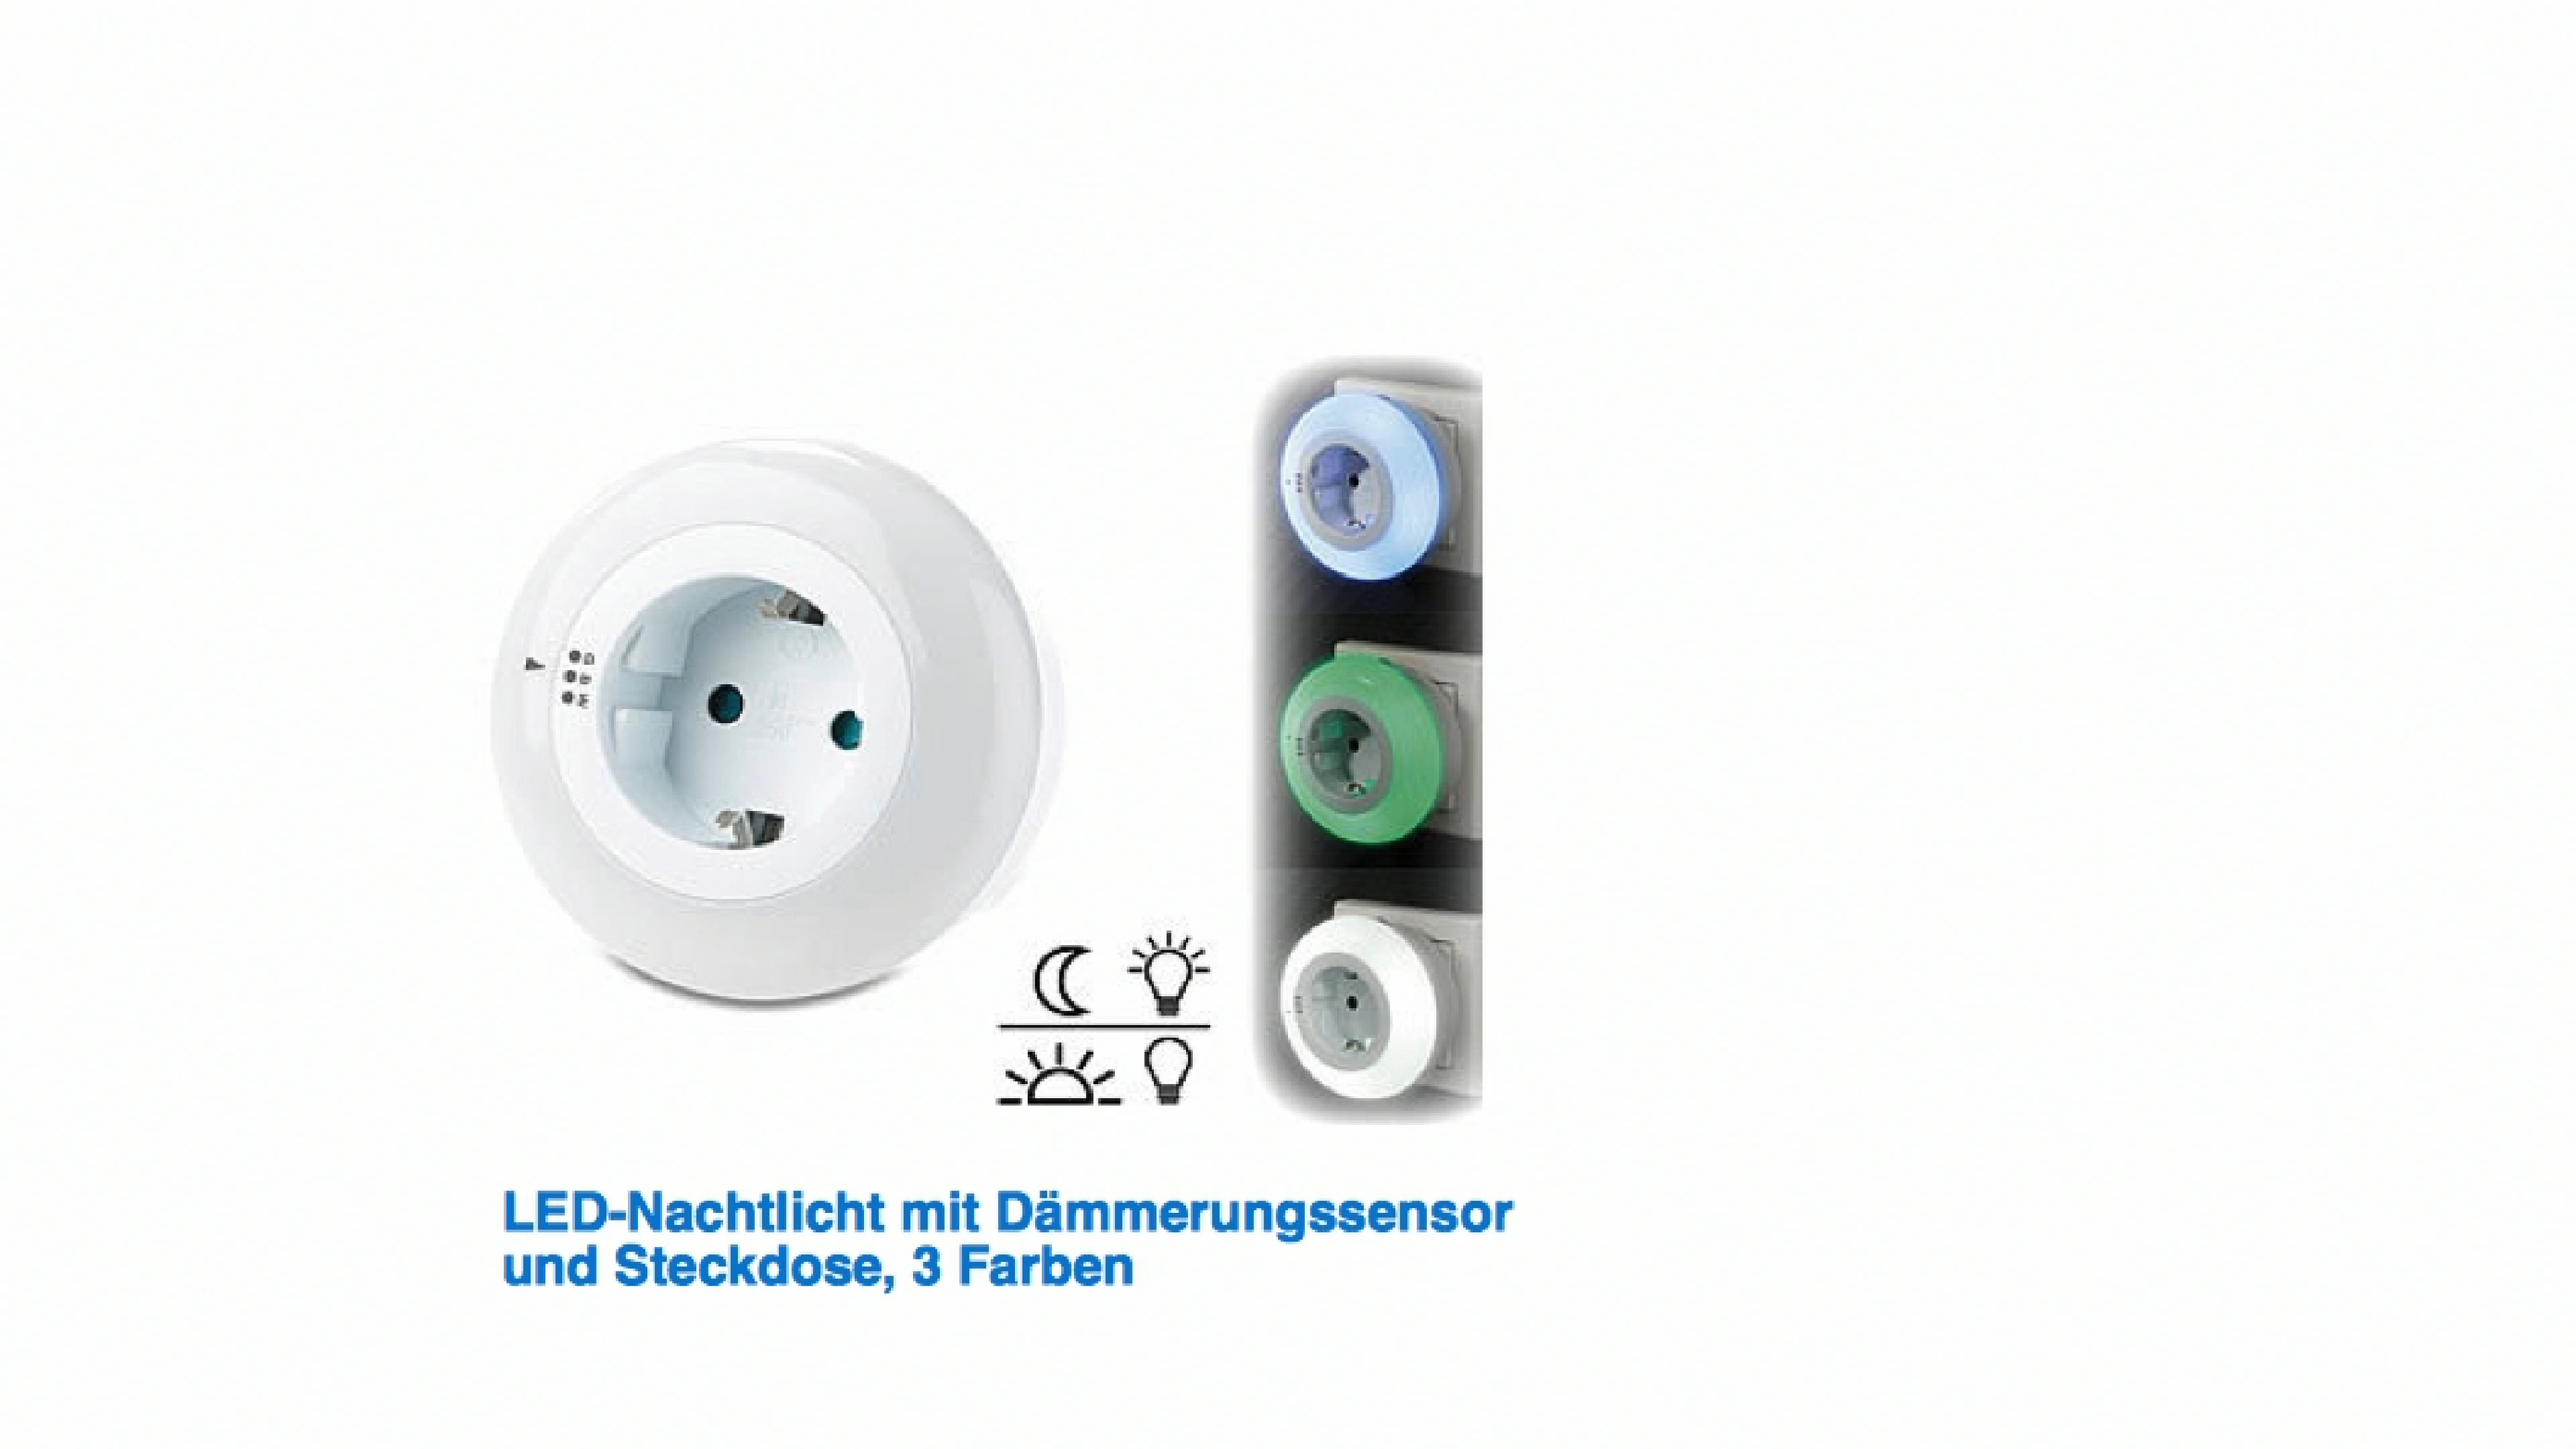 LED-Nachtlicht mit Dämmerungssensor
und Steckdose, 3 Farben